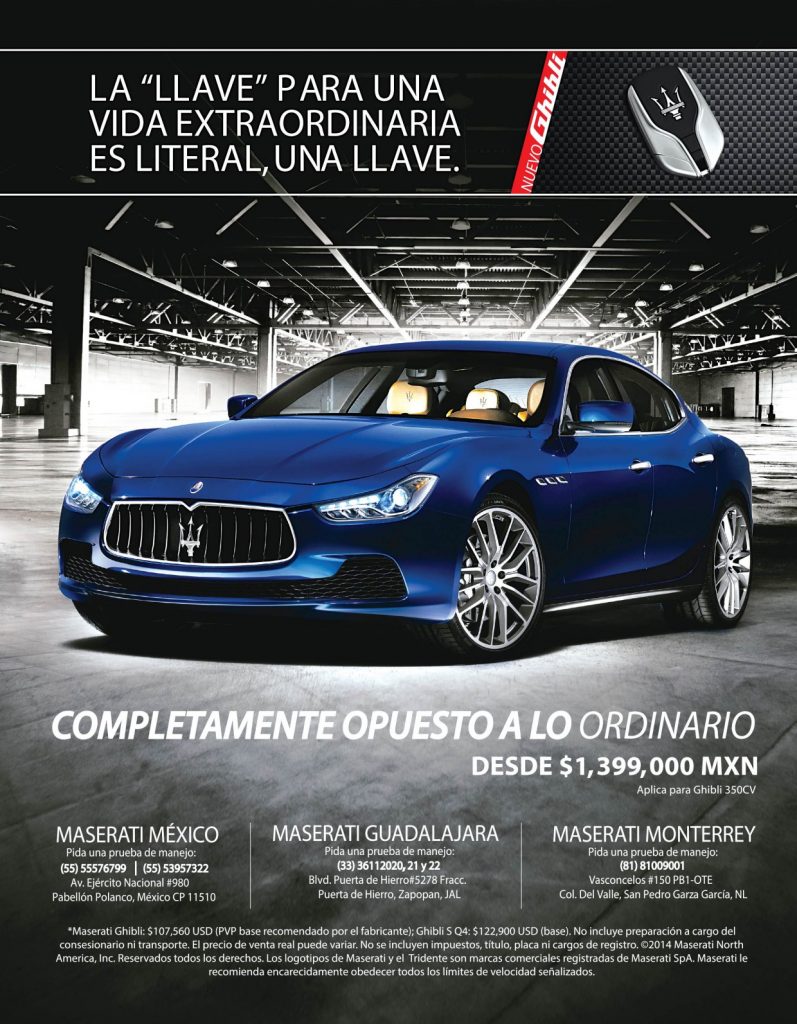 LA “LLAVE” PARA UNA
VIDA EXTRAORDINARIA
ES LITERAL, UNA LLAVE.
NUEVO Ghibli
COMPLETAMENTE OPUESTO A LO ORDINARIO
DESDE $1,399,000 MXN
Aplica para Ghibli 350CV
MASERATI MÉXICO
Pida una prueba de manejo:
(55) 55576799 | (55) 53957322
Av. Ejército Nacional #980
Pabellón Polanco, México CP 11510
MASERATI GUADALAJARA
Pida una prueba de manejo:
(33) 36112020, 21 y 22
Blvd. Puerta de Hierro#5278 Fracc.
Puerta de Hierro, Zapopan, JAL
MASERATI MONTERREY
Pida una prueba de manejo:
(81) 81009001
Vasconcelos #150 PB1-OTE
Col. Del Valle, San Pedro Garza García, NL
*Maserati Ghibli: $107,560 USD (PVP base recomendado por el fabricante); Ghibli S Q4: $122,900 USD (base). No incluye preparación a cargo del
consesionario ni transporte. El precio de venta real puede variar. No se incluyen impuestos, título, placa ni cargos de registro. ©2014 Maserati North
America, Inc. Reservados todos los derechos. Los logotipos de Maserati y el Tridente son marcas comerciales registradas de Maserati SpA. Maserati le
recomienda encarecidamente obedecer todos los límites de velocidad señalizados.